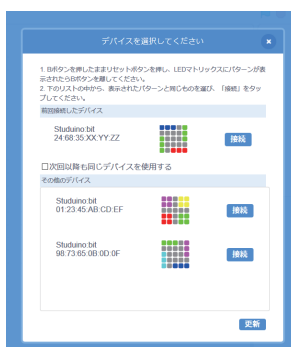 デバイスを選択してください
×
1. Bボタンを押したままリセットボタンを押し、LEDマトリックスにパターンが表
示されたらBボタンを離してください。
2. 下のリストの中から、表示されたパターンと同じものを選び、「接続」をタッ
プしてください。
前回接続したデバイス
Studuino:bit
24:68:35:XX:YY:ZZ
接続
□次回以降も同じデバイスを使用する
その他のデバイス
Studuino:bit
01:23:45:AB:CD:EF
接続
Studuino:bit
98:73:65:0B:0D:0F
接続
更新